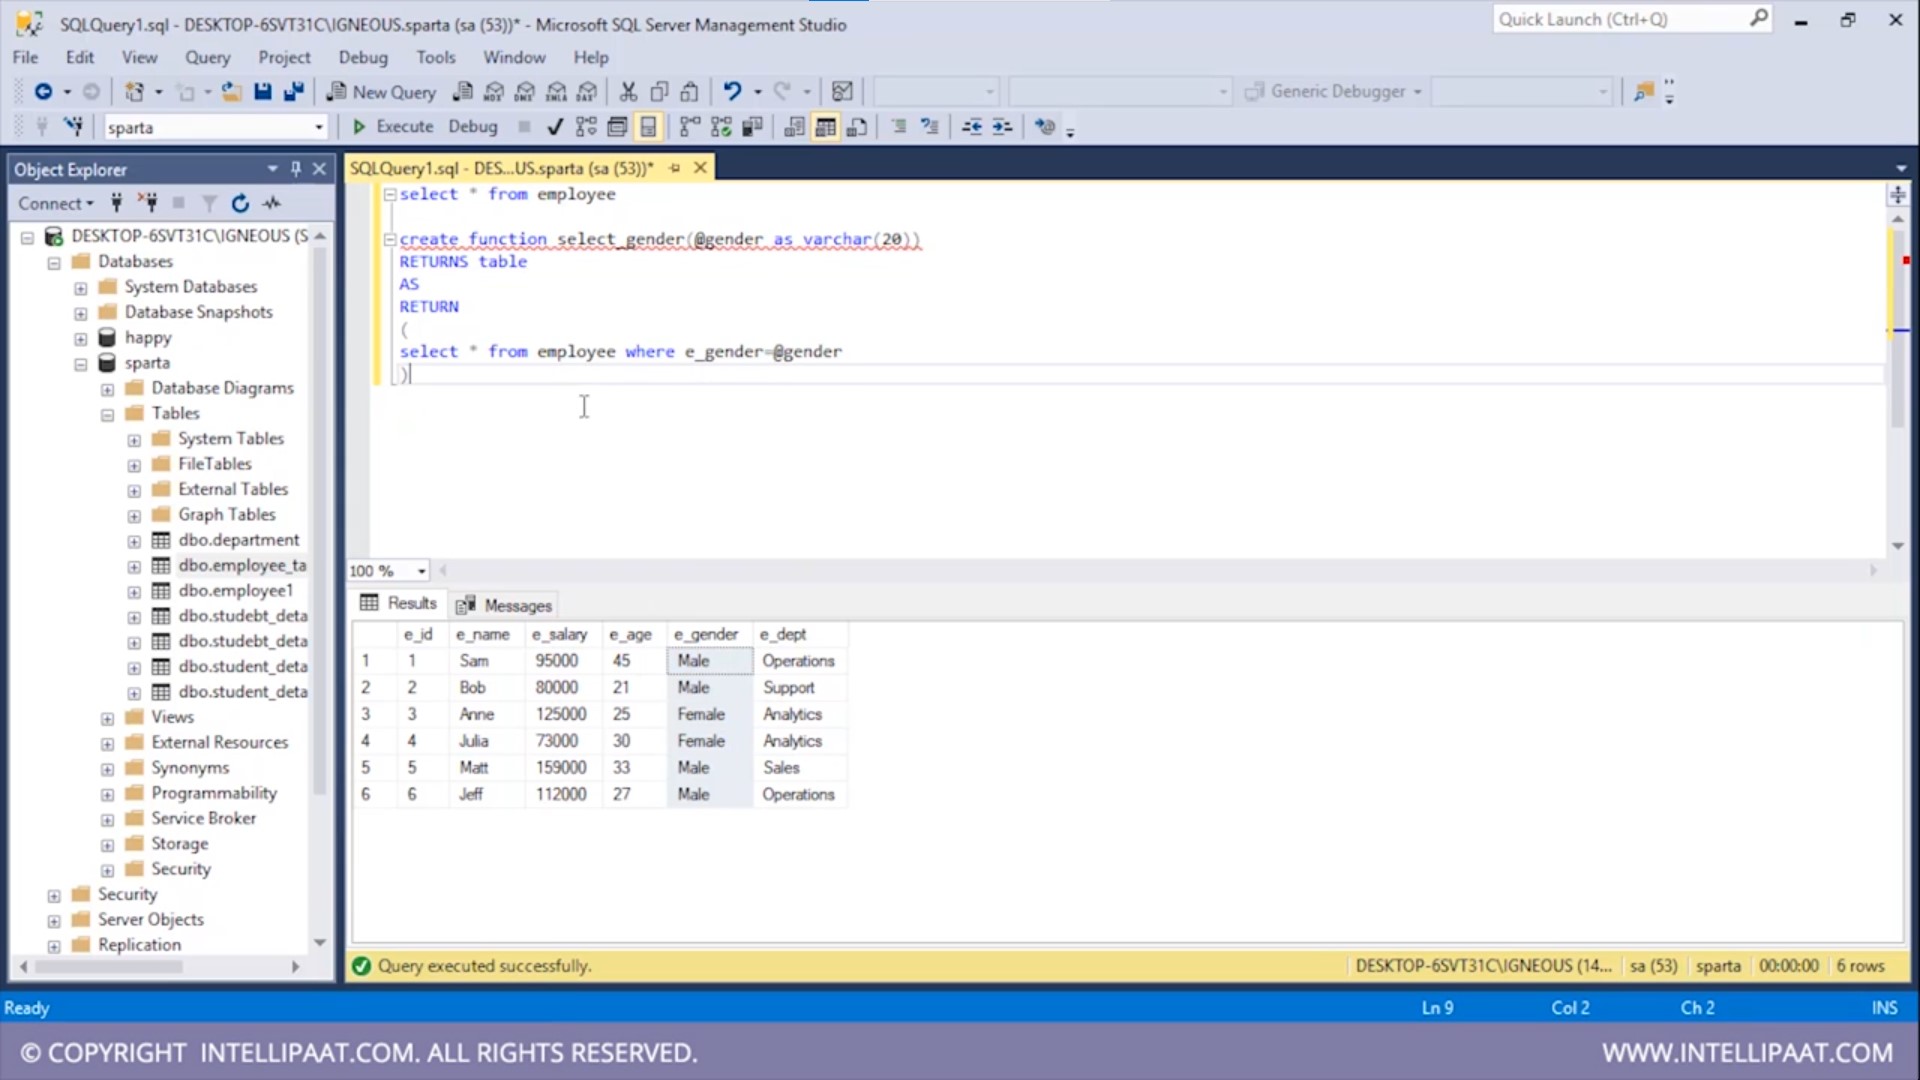 SQLQuery1.sql - DESKTOP-6SVT31C\IGNEOUS.sparta (sa (53))* - Microsoft SQL Server Management Studio
Quick Launch (Ctrl+Q)
File Edit View Query Project Debug Tools Window Help
New Query
Generic Debugger
sparta
Execute Debug
Object Explorer
Connect
DESKTOP-6SVT31C\IGNEOUS (S
Databases
System Databases
Database Snapshots
happy
sparta
Database Diagrams
Tables
System Tables
FileTables
External Tables
Graph Tables
dbo.department
dbo.employee_ta
dbo.employee1
dbo.studebt_deta
dbo.studebt_deta
dbo.student_deta
dbo.student_deta
Views
External Resources
Synonyms
Programmability
Service Broker
Storage
Security
Security
Server Objects
Replication
SQLQuery1.sql - DES...US.sparta (sa (53))*
select * from employee
create function select_gender(@gender as varchar(20))
RETURNS table
AS
RETURN
(
select * from employee where e_gender=@gender
)
100 %
Results Messages
e_id e_name e_salary e_age e_gender e_dept
1 1 Sam 95000 45 Male Operations
2 2 Bob 80000 21 Male Support
3 3 Anne 125000 25 Female Analytics
4 4 Julia 73000 30 Female Analytics
5 5 Matt 159000 33 Male Sales
6 6 Jeff 112000 27 Male Operations
Query executed successfully.
DESKTOP-6SVT31C\IGNEOUS (14... sa (53) sparta 00:00:00 6 rows
Ready Ln 9 Col 2 Ch 2 INS
© COPYRIGHT INTELLIPAAT.COM. ALL RIGHTS RESERVED.
WWW.INTELLIPAAT.COM